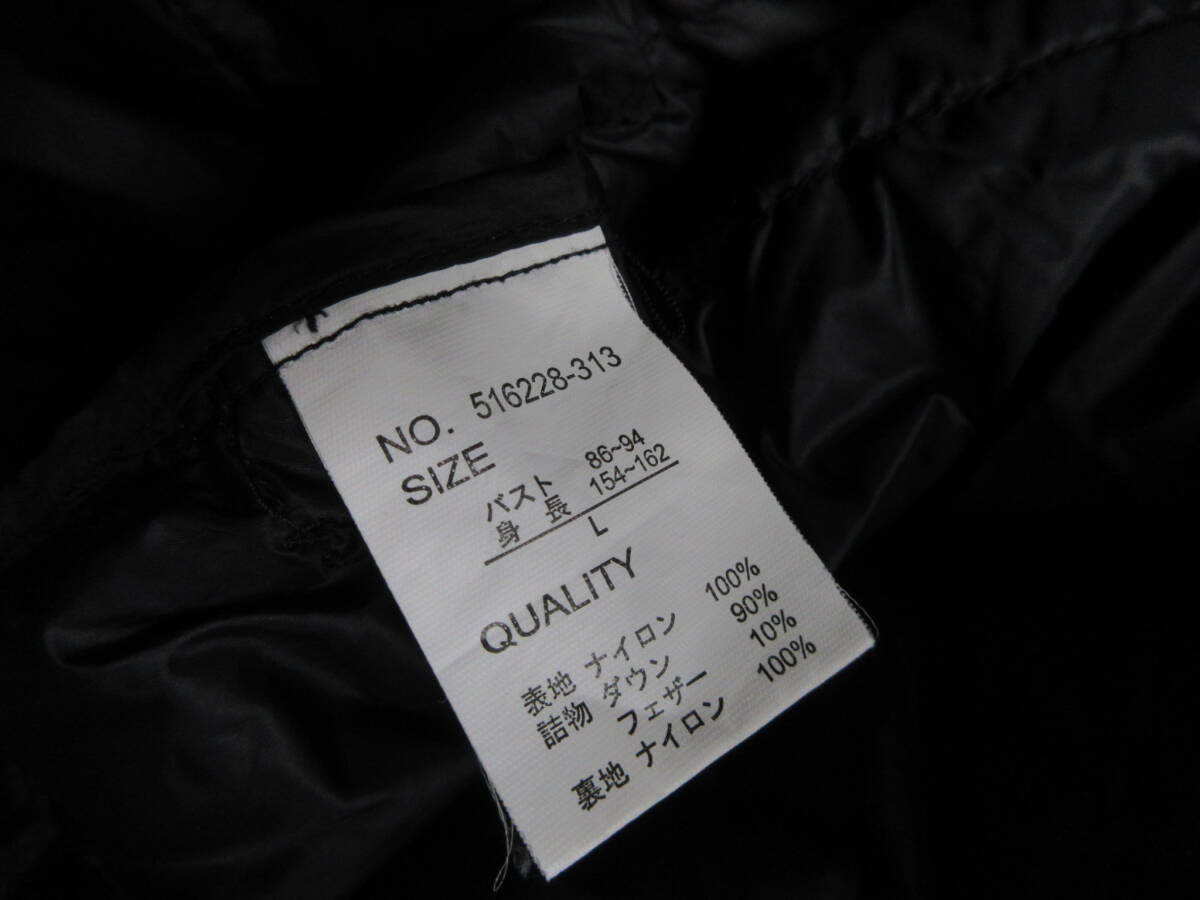 NO. 516228-313
SIZE
バスト 86~94
身 長 154~162
L
QUALITY
表地 ナイロン 100%
詰物 ダウン 90%
フェザー 10%
裏地 ナイロン 100%